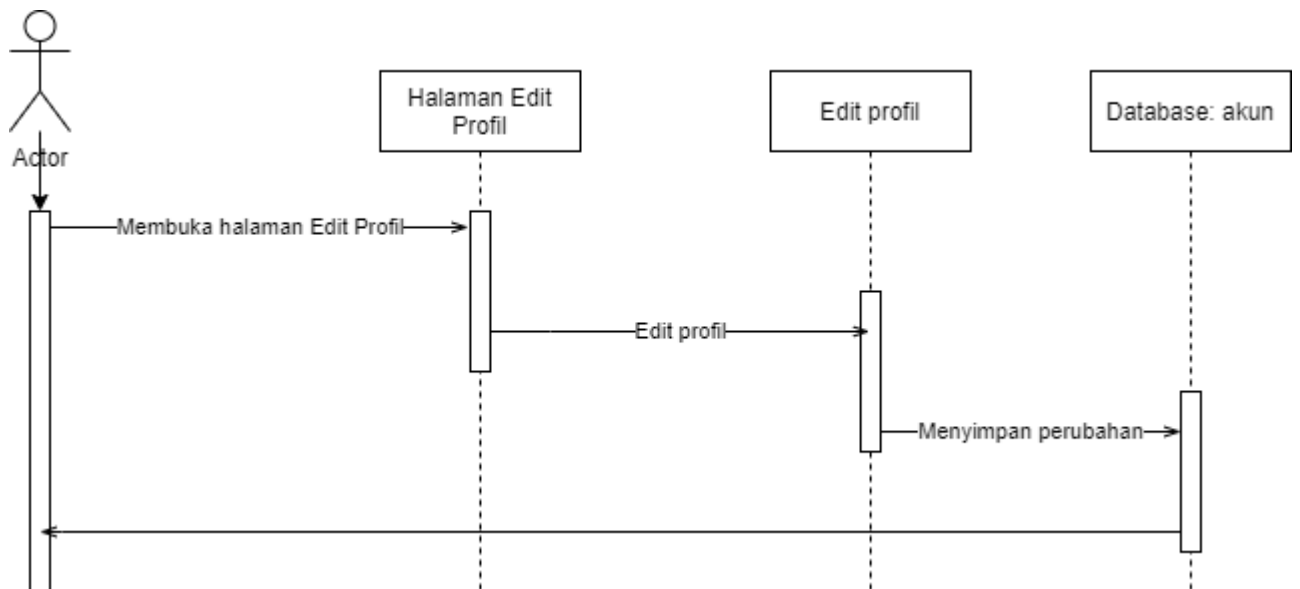 Halaman Edit
Profil
Edit profil
Database: akun
Actor
Membuka halaman Edit Profil
Edit profil
Menyimpan perubahan